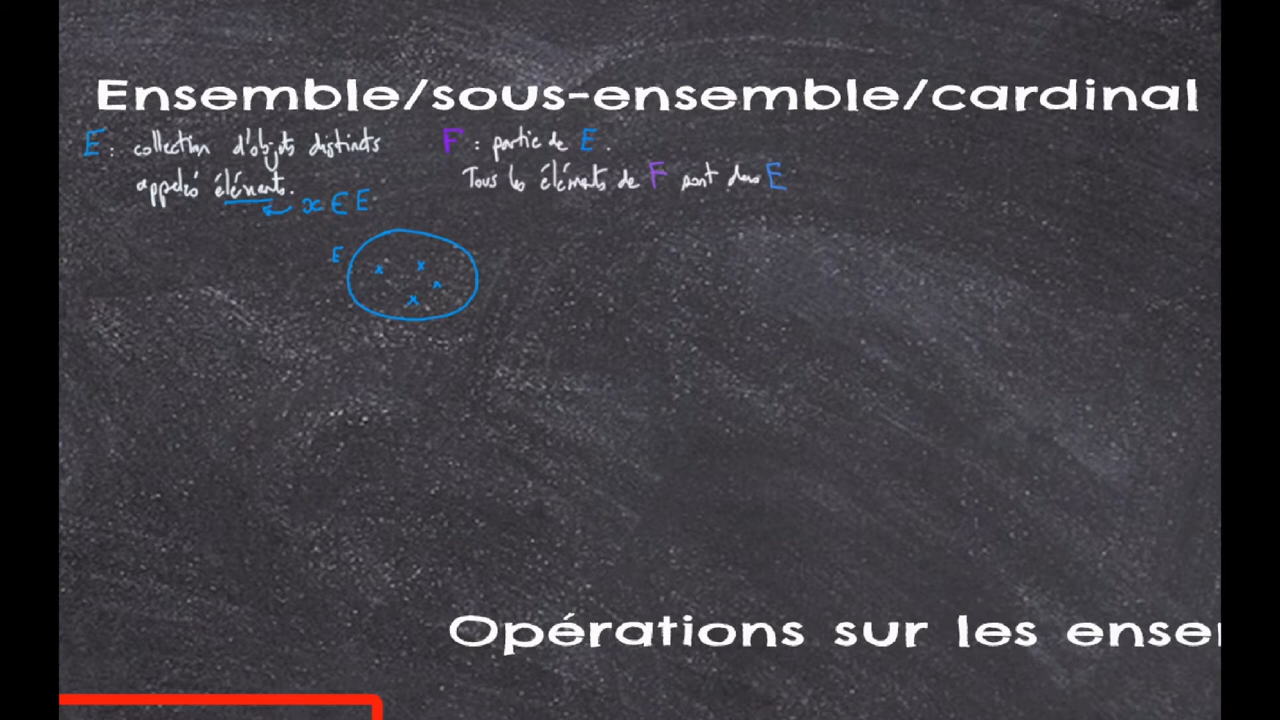 Ensemble/sous-ensemble/cardinal
E : collection d'objets distincts
appelés éléments.
x ∈ E.
F : partie de E.
Tous les éléments de F sont dans E
E
x x x x
Opérations sur les ense